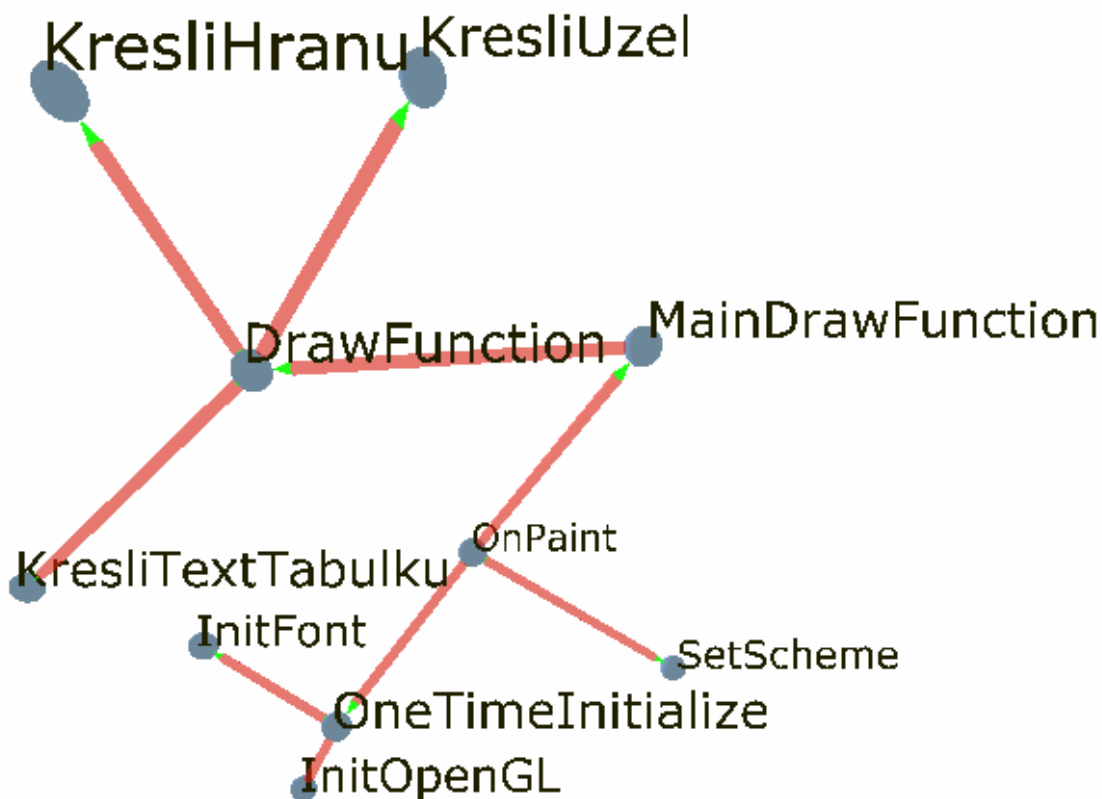 KresliHranu
KresliUzel
MainDrawFunction
DrawFunction
OnPaint
KresliTextTabulku
InitFont
SetScheme
OneTimeInitialize
InitOpenGL